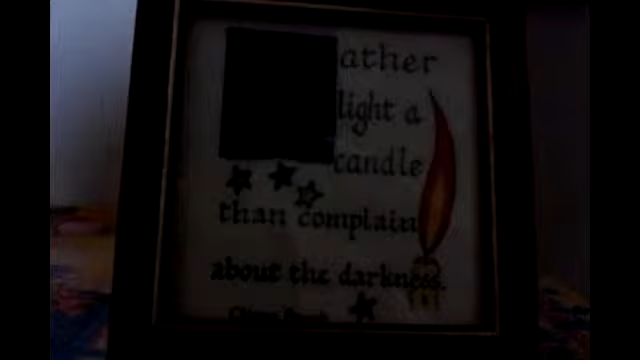 ather
light a
candle
than complain
about the darkness.